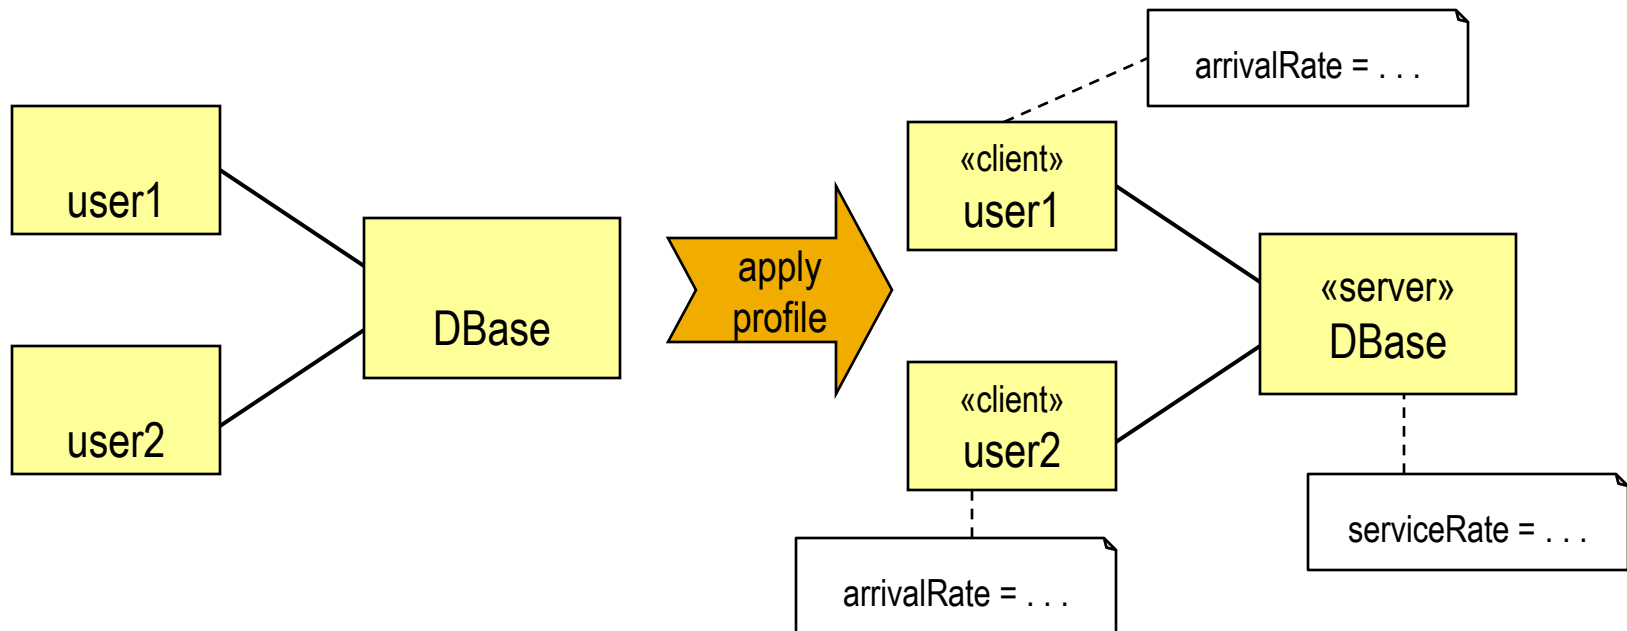 user1
user2
DBase
apply
profile
arrivalRate = . . .
«client»
user1
«server»
DBase
«client»
user2
serviceRate = . . .
arrivalRate = . . .